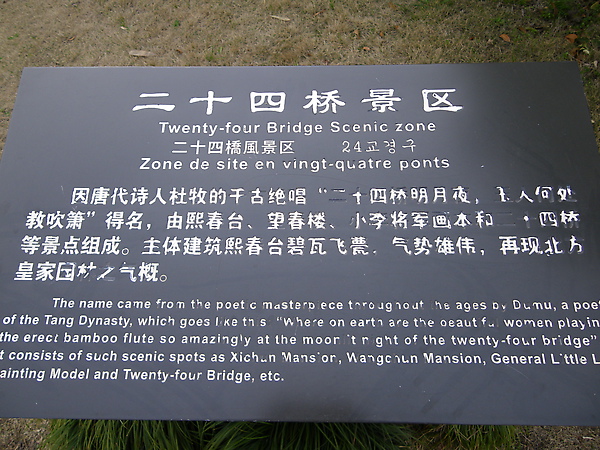 二十四桥景区
Twenty-four Bridge Scenic zone
二十四橋風景区 24교경구
Zone de site en vingt-quatre ponts
因唐代诗人杜牧的千古绝唱“二十四桥明月夜，玉人何处
教吹箫”得名，由熙春台、望春楼、小李将军画本和二十四桥
等景点组成。主体建筑熙春台碧瓦飞甍，气势雄伟，再现北方
皇家园林之气概。
The name came from the poetic masterpiece throughout the ages by Dumu, a poe
of the Tang Dynasty, which goes like this "Where on earth are the beautiful women playin
the erect bamboo flute so amazingly at the moonlit night of the twenty-four bridge"
t consists of such scenic spots as Xichun Mansion, Wangchun Mansion, General Little L
ainting Model and Twenty-four Bridge, etc.